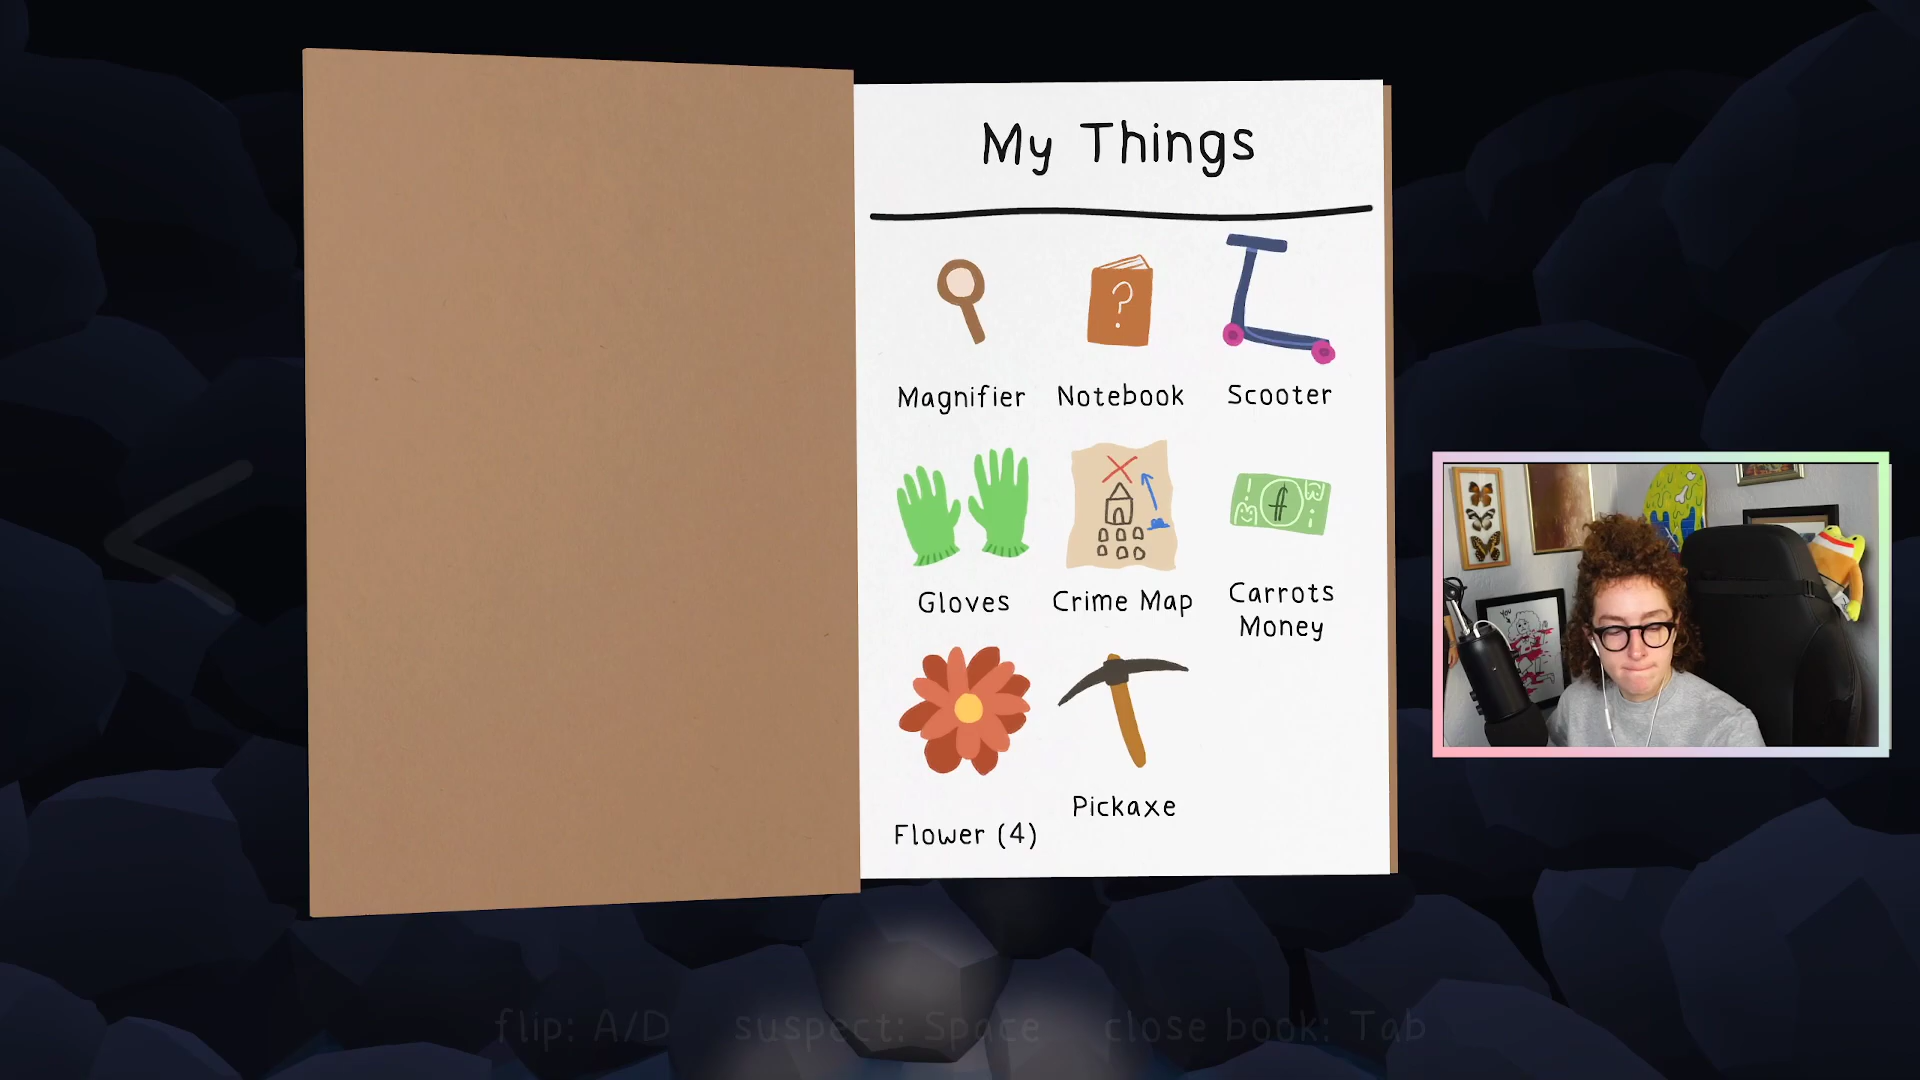 My Things
Magnifier
Notebook
?
Scooter
Gloves
Crime Map
Carrots
Money
Flower (4)
Pickaxe
flip: A/D
suspect: Space
close book: Tab
YOU